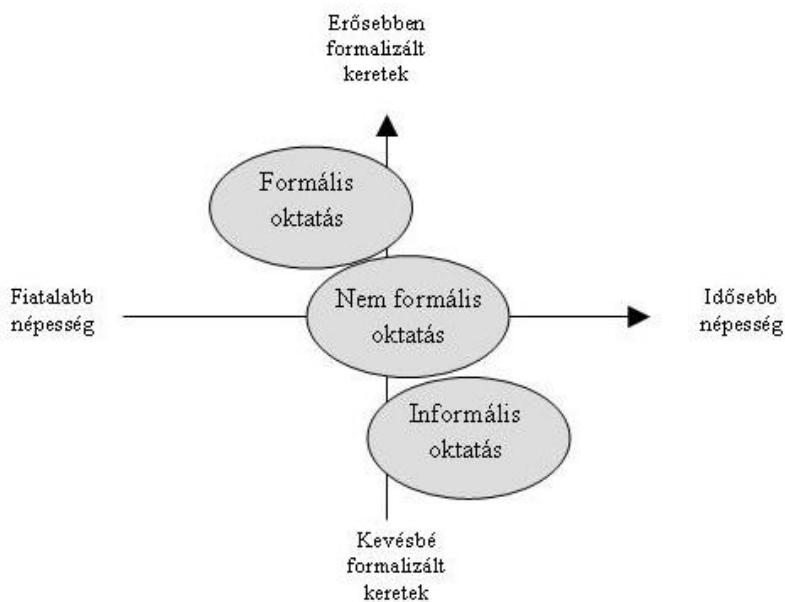 Erősebben
formalizált
keretek
Formális
oktatás
Fiatalabb
népesség
Nem formális
oktatás
Idősebb
népesség
Informális
oktatás
Kevésbé
formalizált
keretek